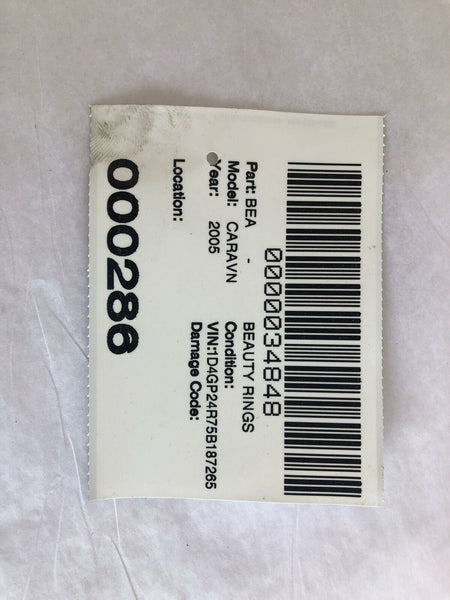 0000034848
Part: BEA - BEAUTY RINGS
Model: CARAVN Condition:
Year: 2005 VIN:1D4GP24R75B187265
Damage Code:
Location:
000286